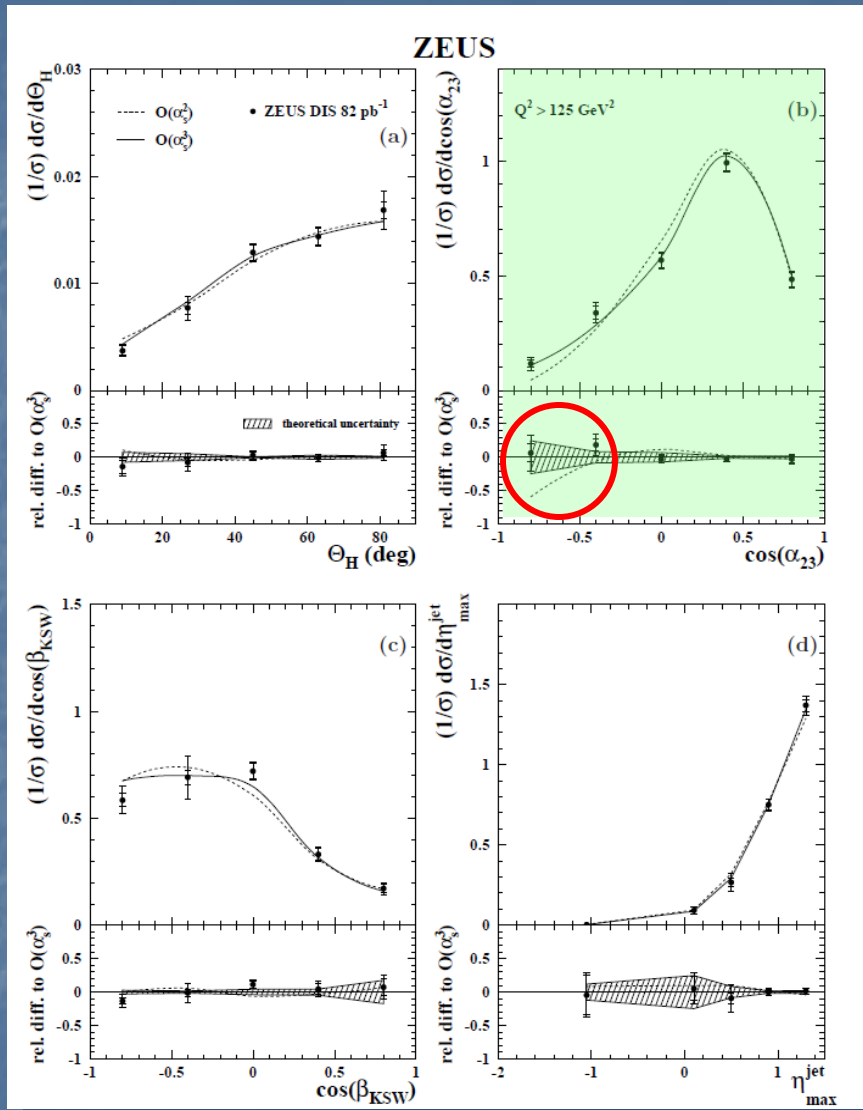 ZEUS
(1/σ) dσ/dΘ_H
0.03
0.02
0.01
0
O(α_s^2)
O(α_s^3)
ZEUS DIS 82 pb^-1
(a)
rel. diff. to O(α_s^3)
0.5
0
-0.5
-1
theoretical uncertainty
0 20 40 60 80 100
Θ_H (deg)
(1/σ) dσ/dcos(α_23)
1
0.5
0
Q^2 > 125 GeV^2
(b)
rel. diff. to O(α_s^3)
0.5
0
-0.5
-1
-1 -0.5 0 0.5 1
cos(α_23)
(1/σ) dσ/dcos(β_KSW)
1.5
1
0.5
0
(c)
rel. diff. to O(α_s^3)
0.5
0
-0.5
-1
-1 -0.5 0 0.5 1
cos(β_KSW)
(1/σ) dσ/dη_max^jet
1.5
1
0.5
0
(d)
rel. diff. to O(α_s^3)
0.5
0
-0.5
-1
-2 -1 0 1
η_max^jet